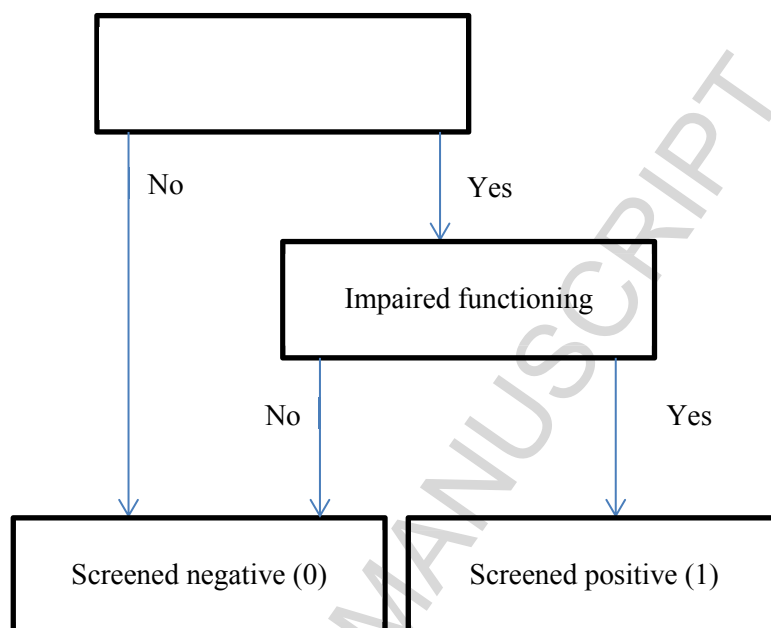 No
Yes
Impaired functioning
No
Yes
Screened negative (0)
Screened positive (1)
MANUSCRIPT